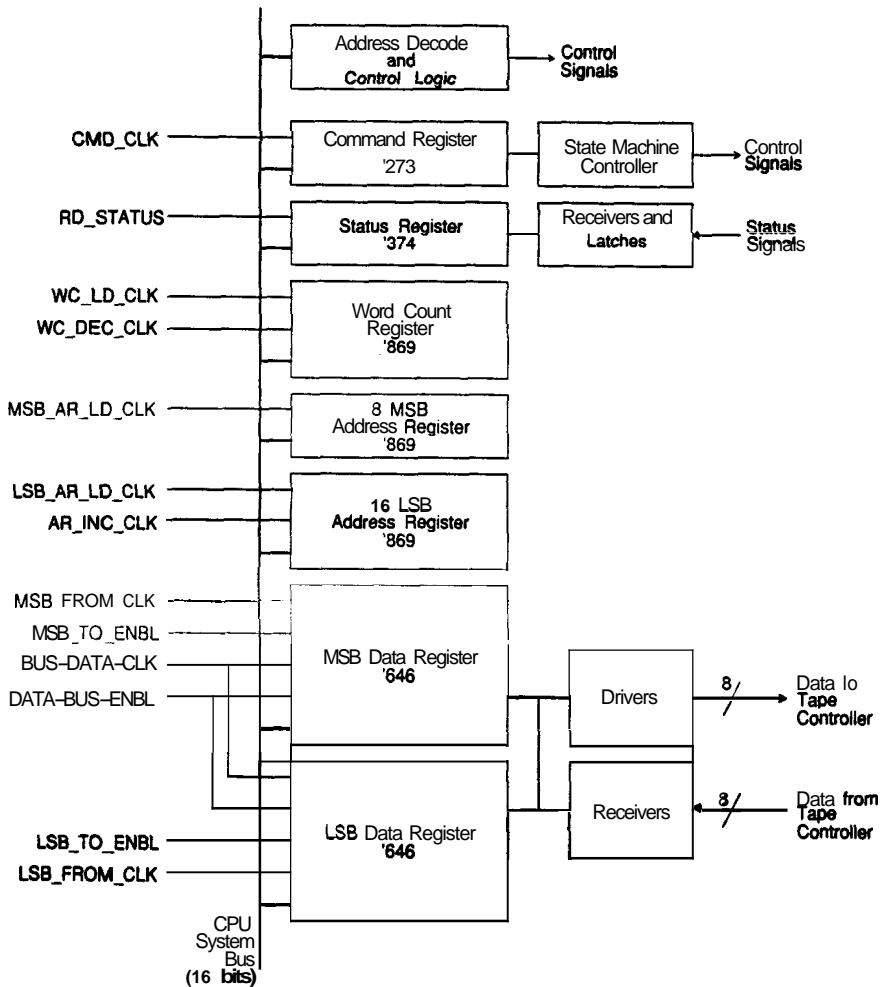 Address Decode
and
Control Logic
Control
Signals
CMD_CLK
Command Register
'273
State Machine
Controller
Control
Signals
RD_STATUS
Status Register
'374
Receivers and
Latches
Status
Signals
WC_LD_CLK
WC_DEC_CLK
Word Count
Register
'869
MSB_AR_LD_CLK
8 MSB
Address Register
'869
LSB_AR_LD_CLK
AR_INC_CLK
16 LSB
Address Register
'869
MSB FROM CLK
MSB_TO_ENBL
BUS-DATA-CLK
DATA-BUS-ENBL
MSB Data Register
'646
Drivers
8
Data lo
Tape
Controller
LSB_TO_ENBL
LSB_FROM_CLK
LSB Data Register
'646
Receivers
8
Data from
Tape
Controller
CPU
System
Bus
(16 bits)